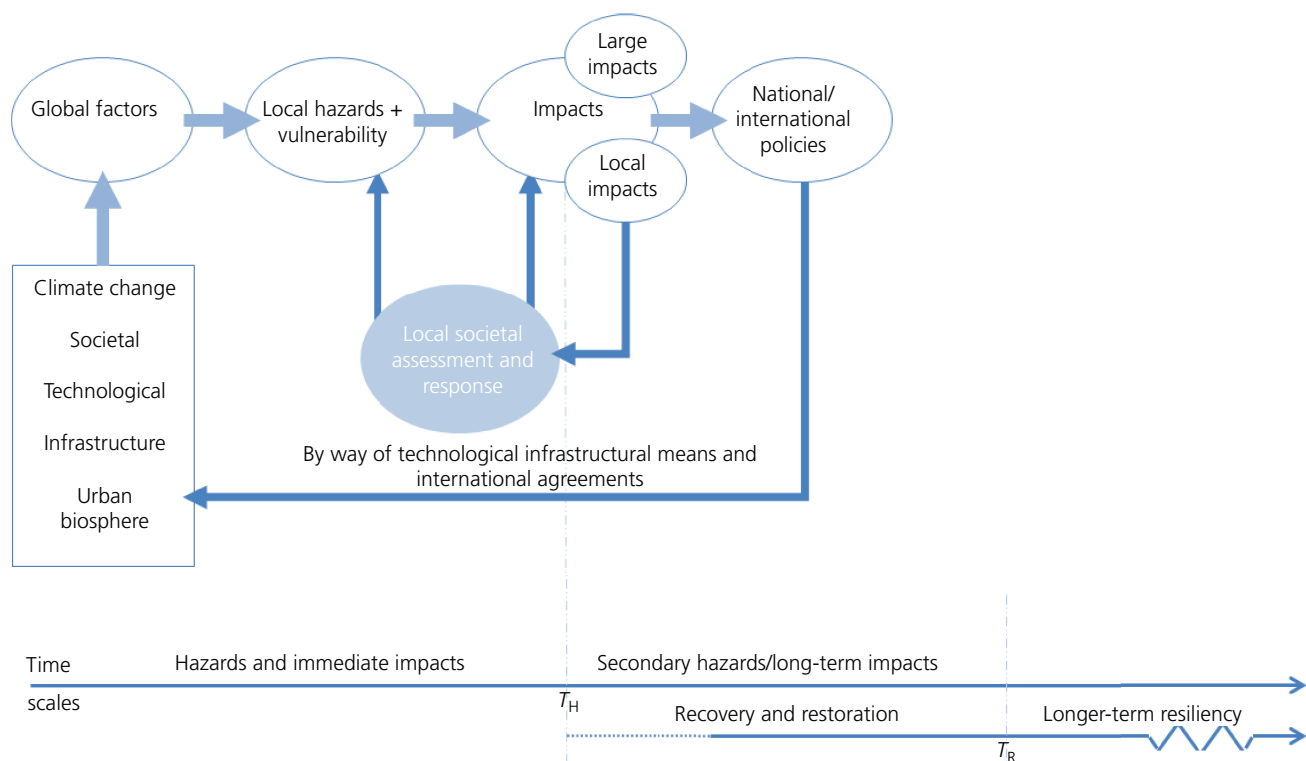 Large
impacts
Global factors
Local hazards +
vulnerability
Impacts
National/
international
policies
Local
impacts
Climate change
Societal
Technological
Infrastructure
Urban
biosphere
Local societal
assessment and
response
By way of technological infrastructural means and
international agreements
Time
scales
Hazards and immediate impacts
Secondary hazards/long-term impacts
TH
Recovery and restoration
Longer-term resiliency
TR